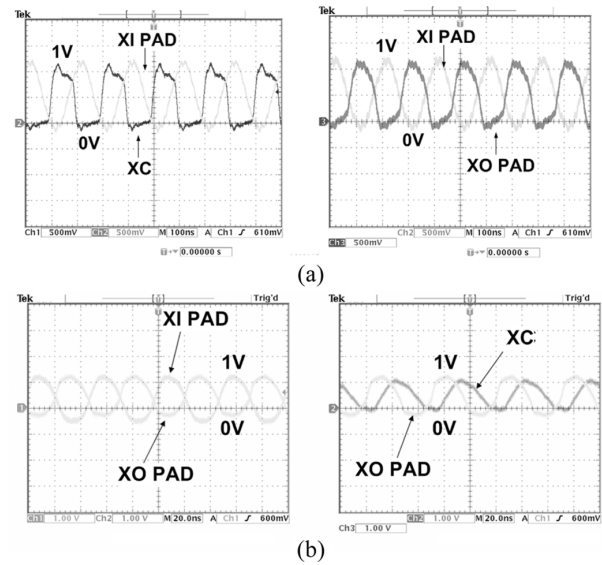 Tek
T
1V
XI PAD
2
0V
XC
Ch1 500mV Ch2 500mV M 100ns A Ch1 610mV
0.00000 s
Tek
T
XI PAD
1V
3
0V
XO PAD
Ch2 500mV M 100ns A Ch1 610mV
Ch3 500mV
0.00000 s
(a)
Tek Trig'd
XI PAD
1V
0V
XO PAD
Ch1 1.00 V Ch2 1.00 V M 20.0ns A Ch1 600mV
Tek Trig'd
XC
1V
2
0V
XO PAD
Ch2 1.00 V M 20.0ns A Ch1 600mV
Ch3 1.00 V
(b)